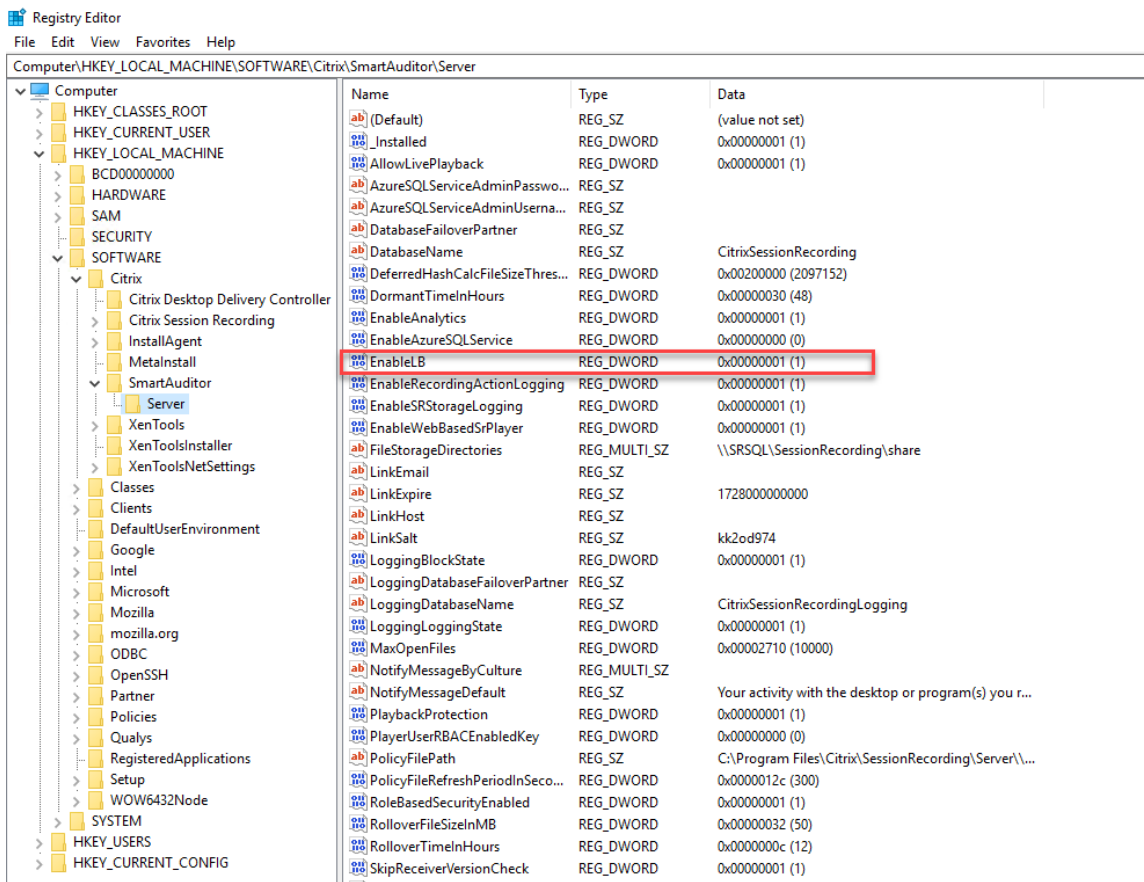 Registry Editor
File Edit View Favorites Help
Computer\HKEY_LOCAL_MACHINE\SOFTWARE\Citrix\SmartAuditor\Server
Computer
HKEY_CLASSES_ROOT
HKEY_CURRENT_USER
HKEY_LOCAL_MACHINE
BCD00000000
HARDWARE
SAM
SECURITY
SOFTWARE
Citrix
Citrix Desktop Delivery Controller
Citrix Session Recording
InstallAgent
MetaInstall
SmartAuditor
Server
XenTools
XenToolsInstaller
XenToolsNetSettings
Classes
Clients
DefaultUserEnvironment
Google
Intel
Microsoft
Mozilla
mozilla.org
ODBC
OpenSSH
Partner
Policies
Qualys
RegisteredApplications
Setup
WOW6432Node
SYSTEM
HKEY_USERS
HKEY_CURRENT_CONFIG
Name Type Data
(Default) REG_SZ (value not set)
_Installed REG_DWORD 0x00000001 (1)
AllowLivePlayback REG_DWORD 0x00000001 (1)
AzureSQLServiceAdminPasswo... REG_SZ
AzureSQLServiceAdminUserna... REG_SZ
DatabaseFailoverPartner REG_SZ
DatabaseName REG_SZ CitrixSessionRecording
DeferredHashCalcFileSizeThres... REG_DWORD 0x00200000 (2097152)
DormantTimeInHours REG_DWORD 0x00000030 (48)
EnableAnalytics REG_DWORD 0x00000001 (1)
EnableAzureSQLService REG_DWORD 0x00000000 (0)
EnableLB REG_DWORD 0x00000001 (1)
EnableRecordingActionLogging REG_DWORD 0x00000001 (1)
EnableSRStorageLogging REG_DWORD 0x00000001 (1)
EnableWebBasedSrPlayer REG_DWORD 0x00000001 (1)
FileStorageDirectories REG_MULTI_SZ \\SRSQL\SessionRecording\share
LinkEmail REG_SZ
LinkExpire REG_SZ 1728000000000
LinkHost REG_SZ
LinkSalt REG_SZ kk2od974
LoggingBlockState REG_DWORD 0x00000001 (1)
LoggingDatabaseFailoverPartner REG_SZ
LoggingDatabaseName REG_SZ CitrixSessionRecordingLogging
LoggingLoggingState REG_DWORD 0x00000001 (1)
MaxOpenFiles REG_DWORD 0x00002710 (10000)
NotifyMessageByCulture REG_MULTI_SZ
NotifyMessageDefault REG_SZ Your activity with the desktop or program(s) you r...
PlaybackProtection REG_DWORD 0x00000001 (1)
PlayerUserRBACEnabledKey REG_DWORD 0x00000000 (0)
PolicyFilePath REG_SZ C:\Program Files\Citrix\SessionRecording\Server\\...
PolicyFileRefreshPeriodInSeco... REG_DWORD 0x0000012c (300)
RoleBasedSecurityEnabled REG_DWORD 0x00000001 (1)
RolloverFileSizeInMB REG_DWORD 0x00000032 (50)
RolloverTimeInHours REG_DWORD 0x0000000c (12)
SkipReceiverVersionCheck REG_DWORD 0x00000001 (1)